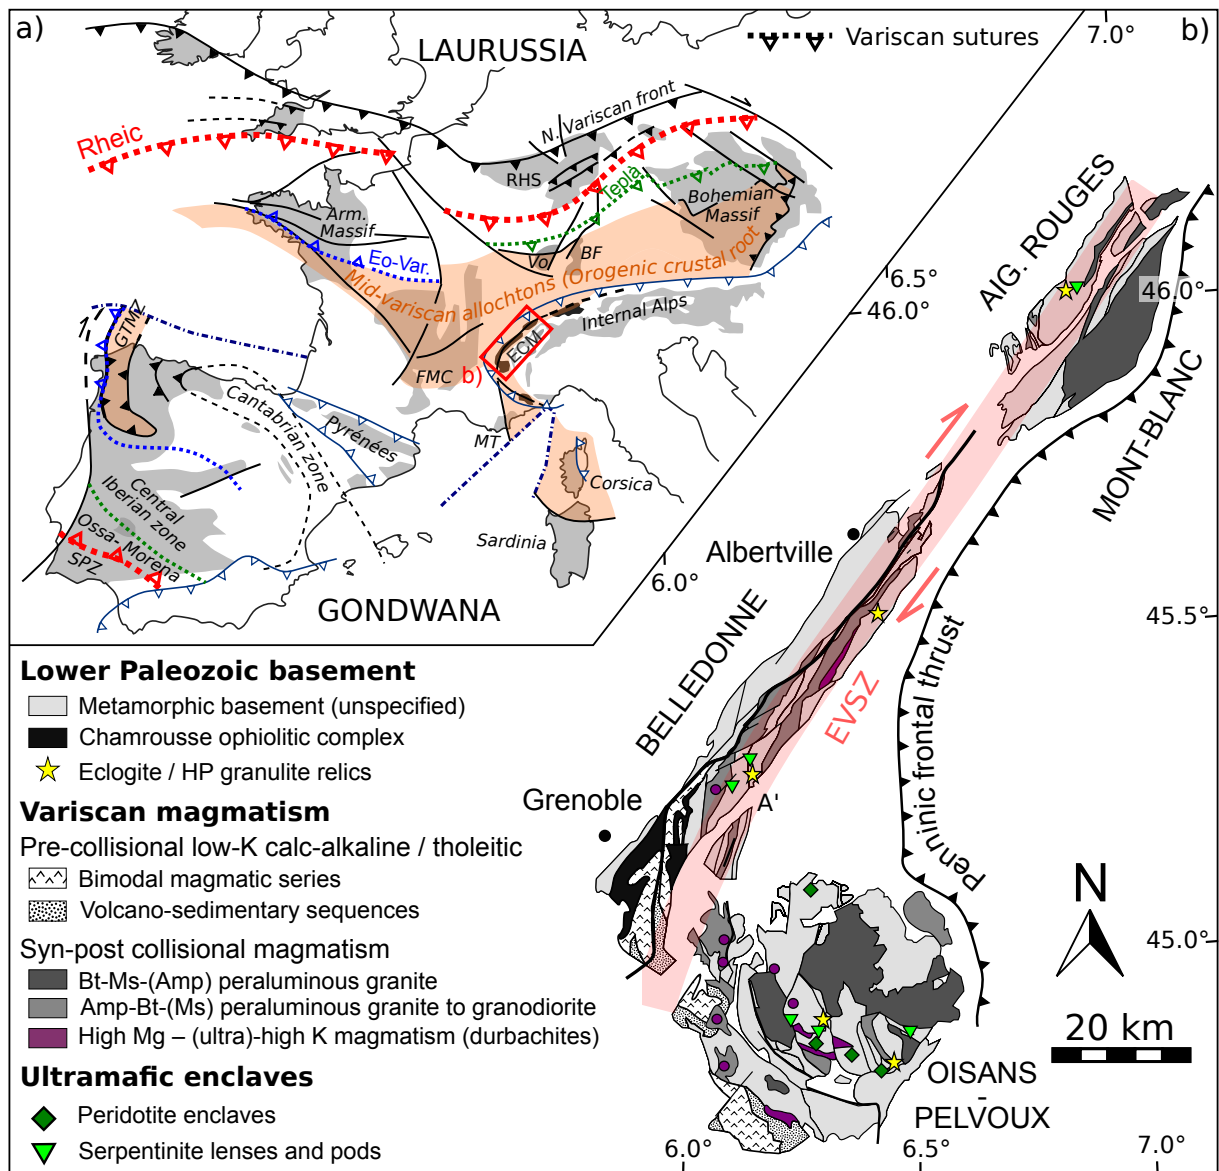 a)
LAURUSSIA
Variscan sutures
7.0°
b)
N. Variscan front
Rheic
RHS
Teplà
Bohemian
Massif
Arm.
Massif
Eo-Var.
Vo
BF
Mid-variscan allochtons (Orogenic crustal root)
Internal Alps
ECM
b)
FMC
GTMZ
Cantabrian zone
Pyrénées
MT
Corsica
Sardinia
Central
Iberian zone
Ossa-Morena
SPZ
GONDWANA
6.5°
46.0°
6.0°
AIG. ROUGES
46.0°
MONT-BLANC
Albertville
45.5°
BELLEDONNE
EVSZ
Penninic frontal thrust
Grenoble
A'
N
45.0°
20 km
OISANS
-
PELVOUX
6.0°
6.5°
7.0°
Lower Paleozoic basement
Metamorphic basement (unspecified)
Chamrousse ophiolitic complex
Eclogite / HP granulite relics
Variscan magmatism
Pre-collisional low-K calc-alkaline / tholeitic
Bimodal magmatic series
Volcano-sedimentary sequences
Syn-post collisional magmatism
Bt-Ms-(Amp) peraluminous granite
Amp-Bt-(Ms) peraluminous granite to granodiorite
High Mg – (ultra)-high K magmatism (durbachites)
Ultramafic enclaves
Peridotite enclaves
Serpentinite lenses and pods